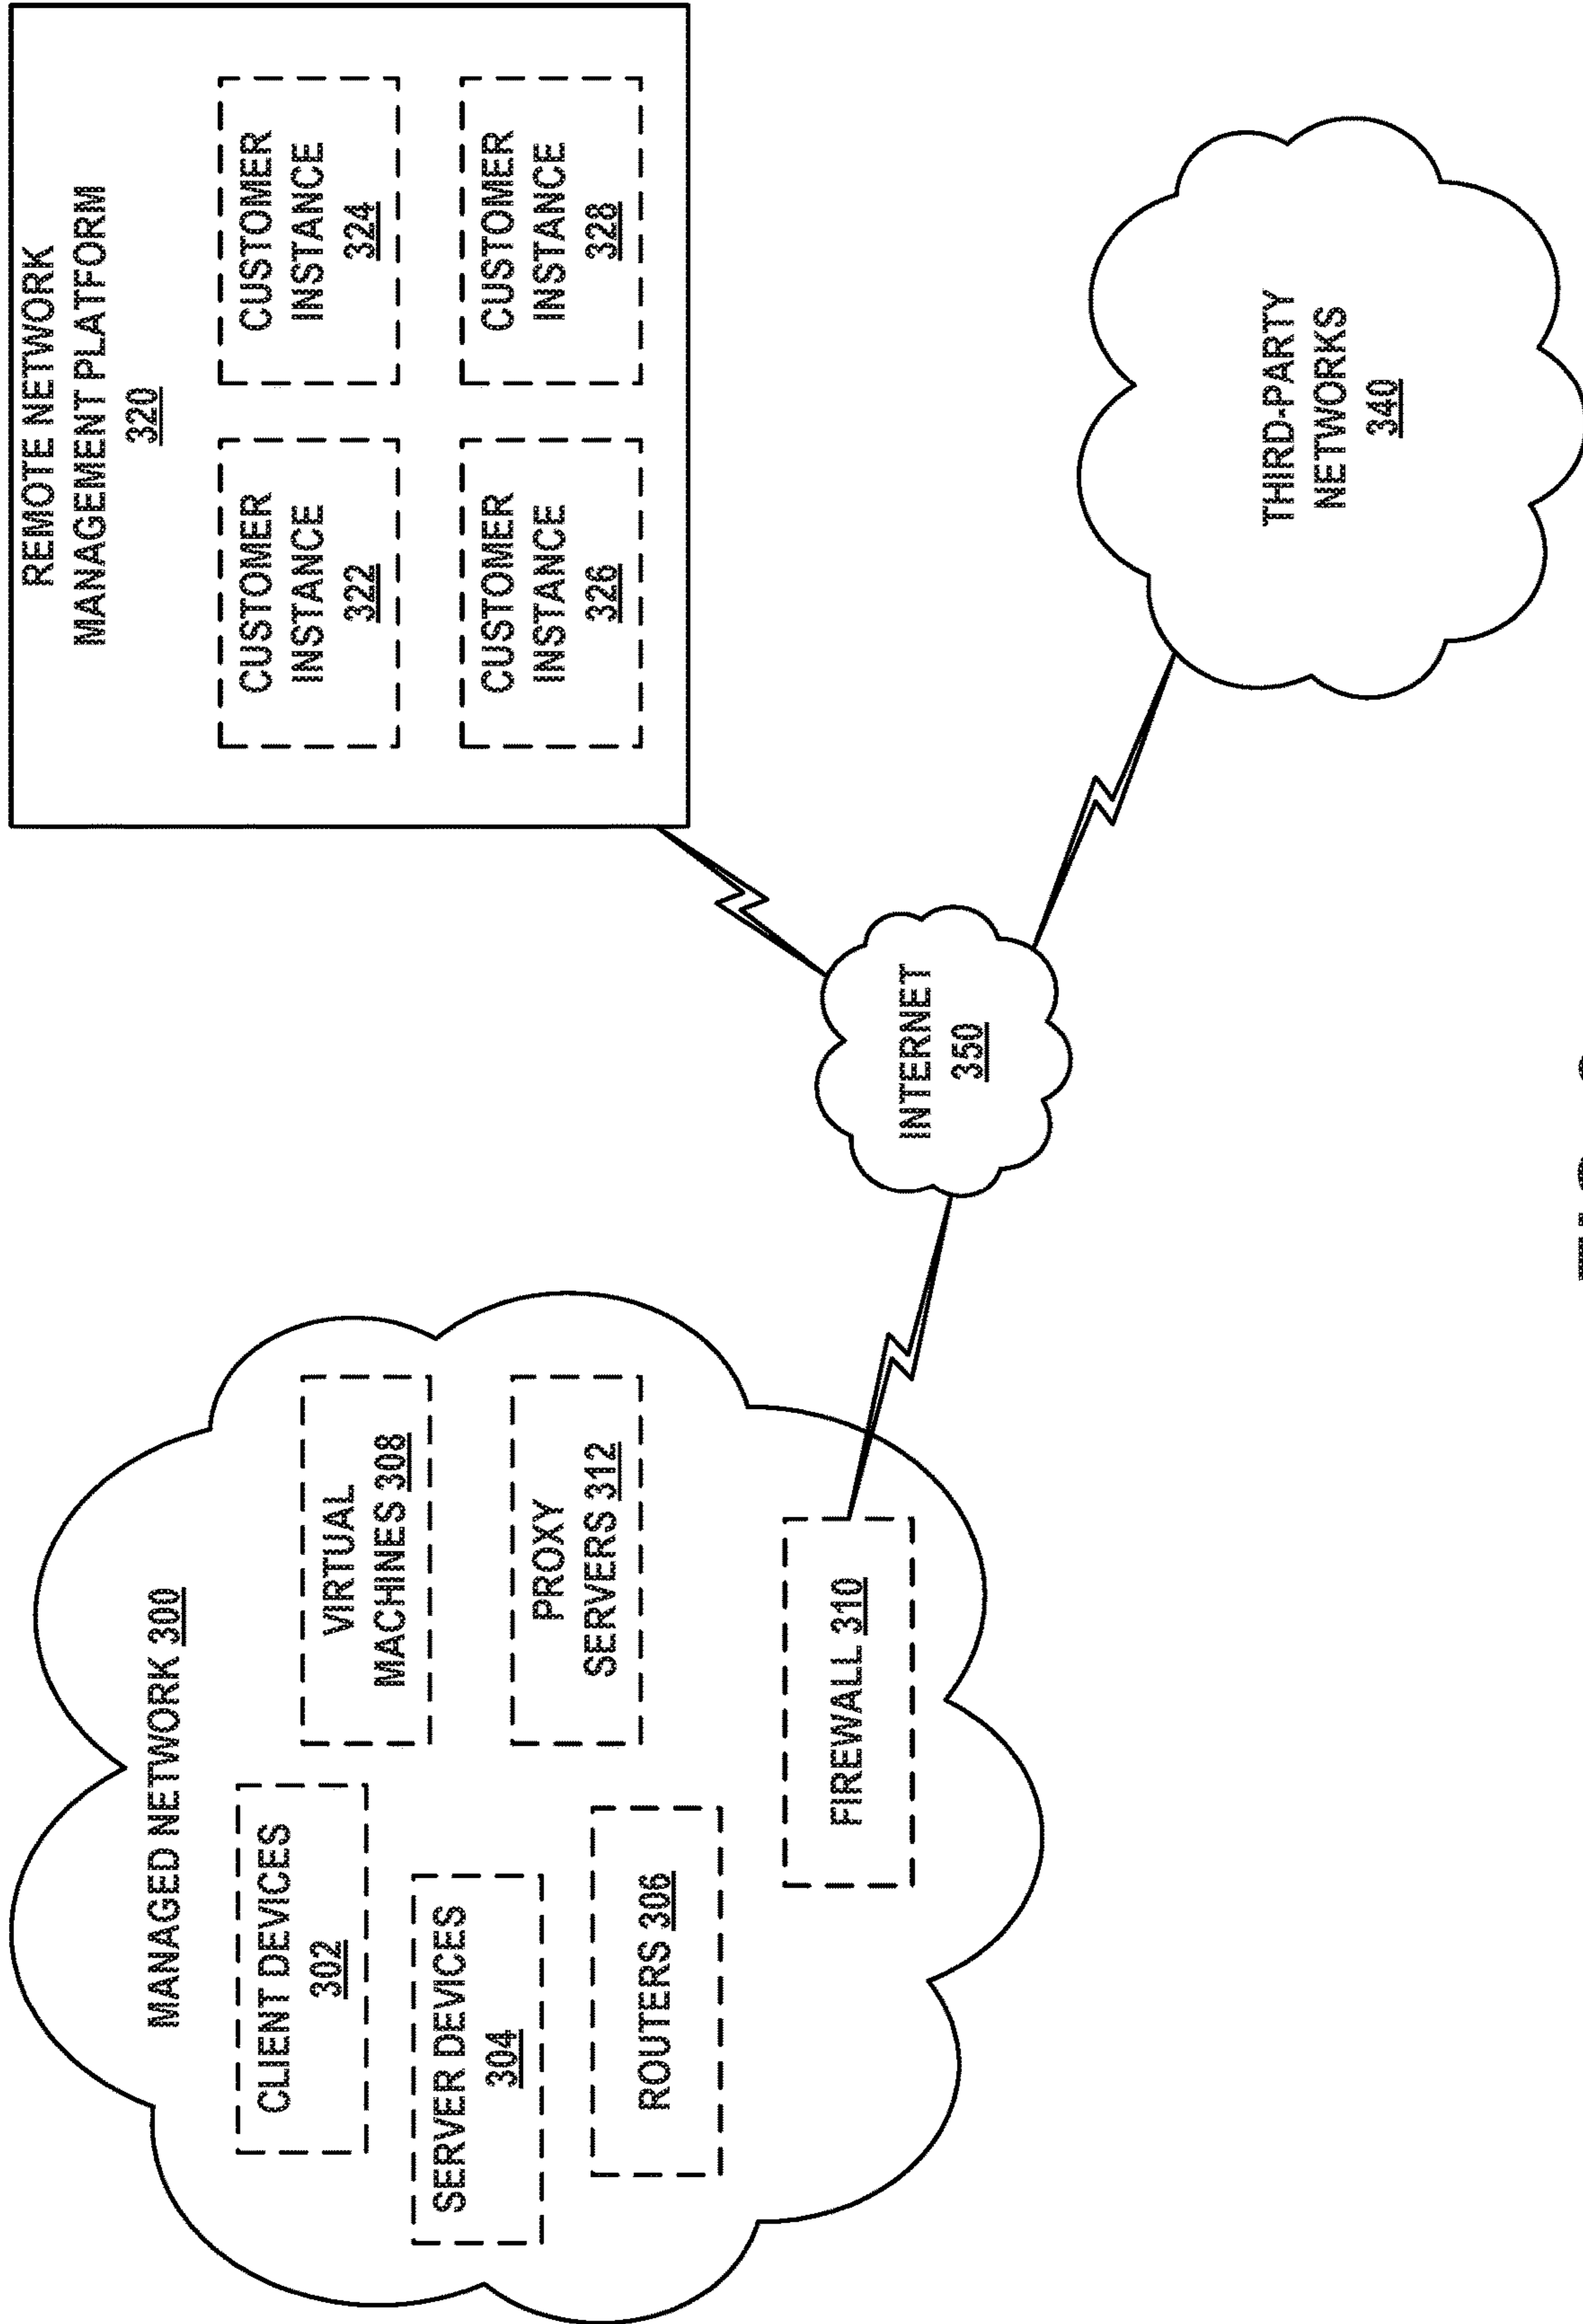 MANAGED NETWORK 300
CLIENT DEVICES
302
SERVER DEVICES
304
ROUTERS 306
VIRTUAL
MACHINES 308
PROXY
SERVERS 312
FIREWALL 310
INTERNET
350
REMOTE NETWORK
MANAGEMENT PLATFORM
320
CUSTOMER
INSTANCE
322
CUSTOMER
INSTANCE
324
CUSTOMER
INSTANCE
326
CUSTOMER
INSTANCE
328
THIRD-PARTY
NETWORKS
340